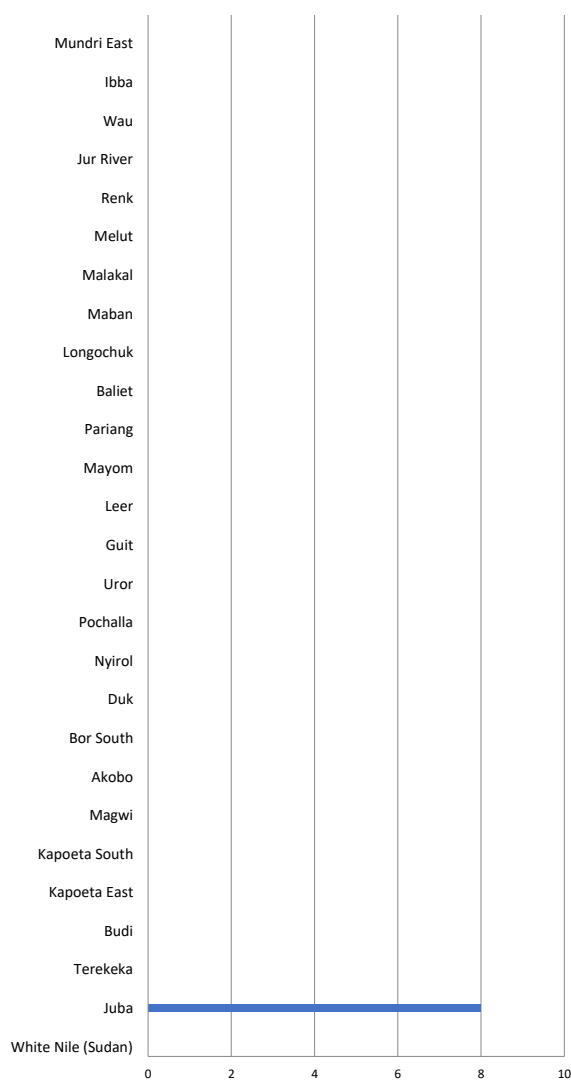 Mundri East
Ibba
Wau
Jur River
Renk
Melut
Malakal
Maban
Longochuk
Baliet
Pariang
Mayom
Leer
Guit
Uror
Pochalla
Nyirol
Duk
Bor South
Akobo
Magwi
Kapoeta South
Kapoeta East
Budi
Terekeka
Juba
White Nile (Sudan)
0 2 4 6 8 10